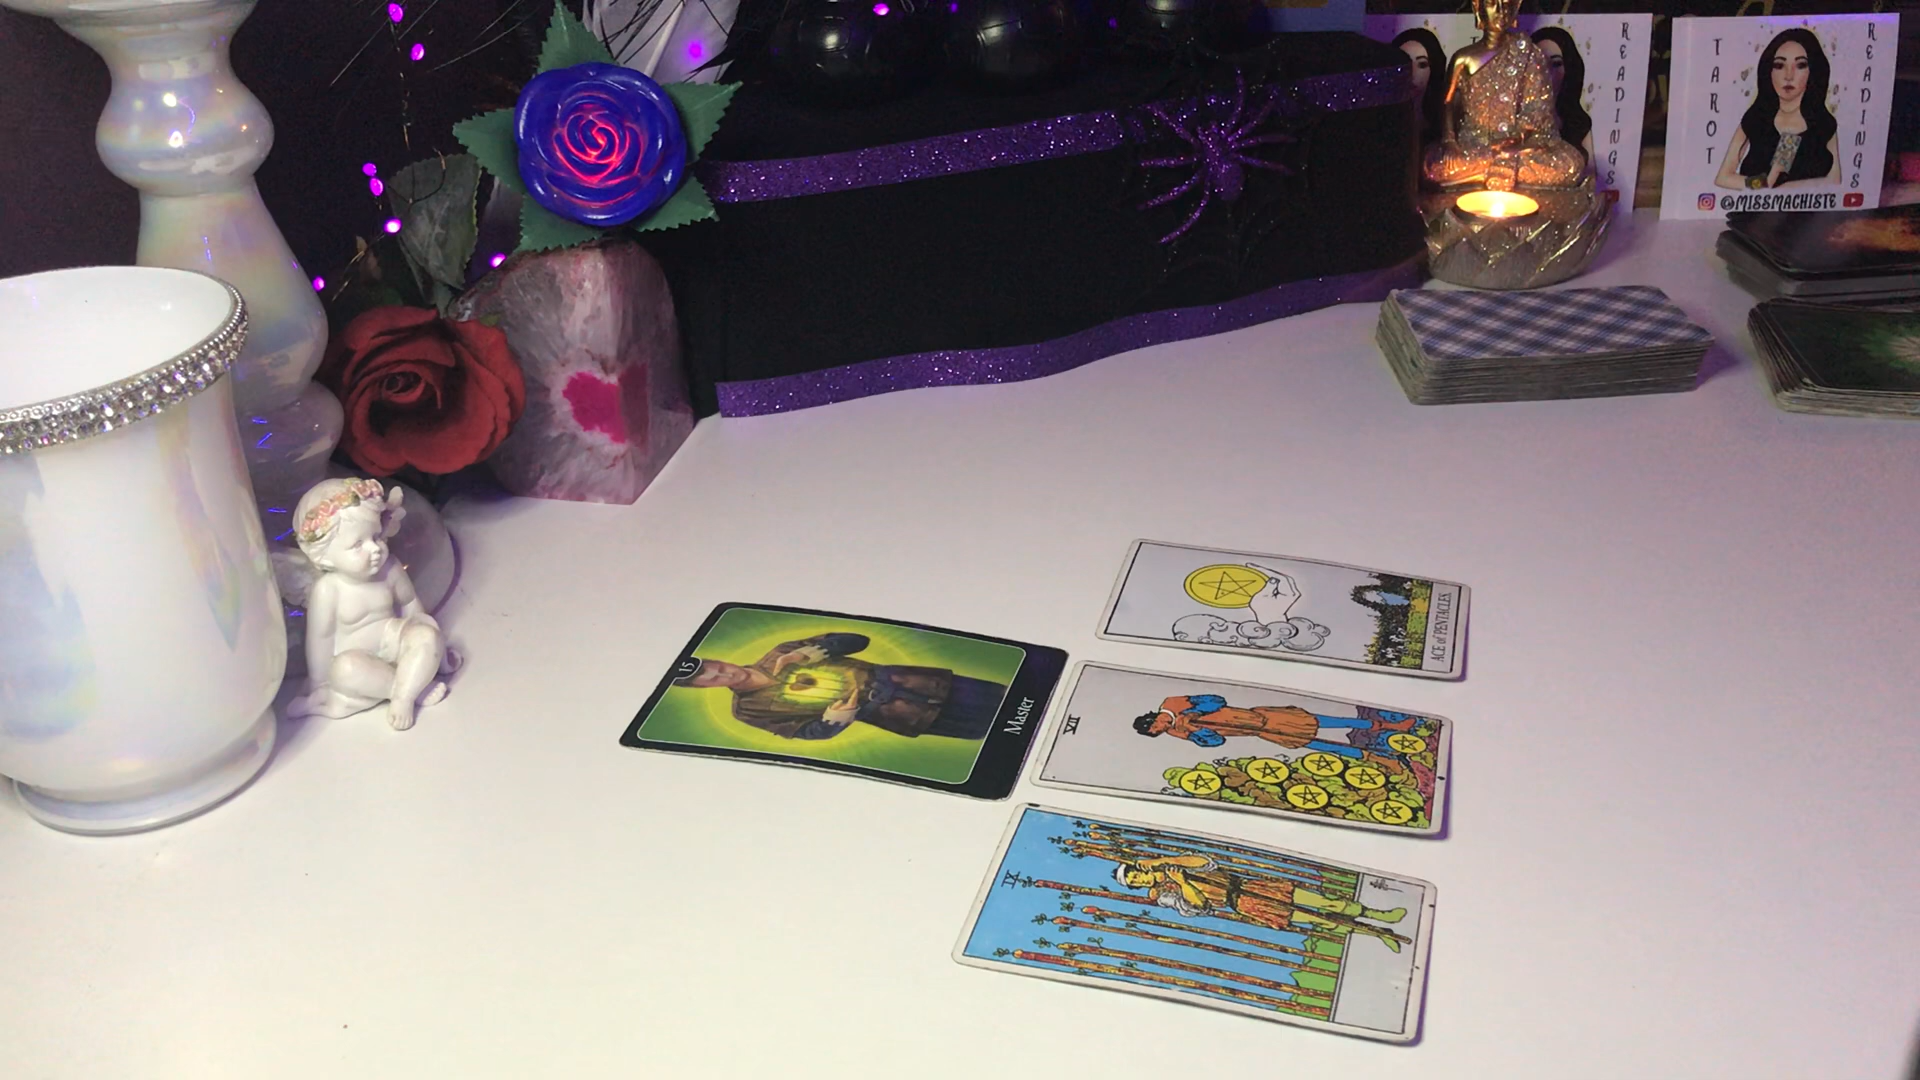 T
READINGS
TAROT
READINGS
@MISSMACHISTE
15
Master
ACE of PENTACLES
VII
IX